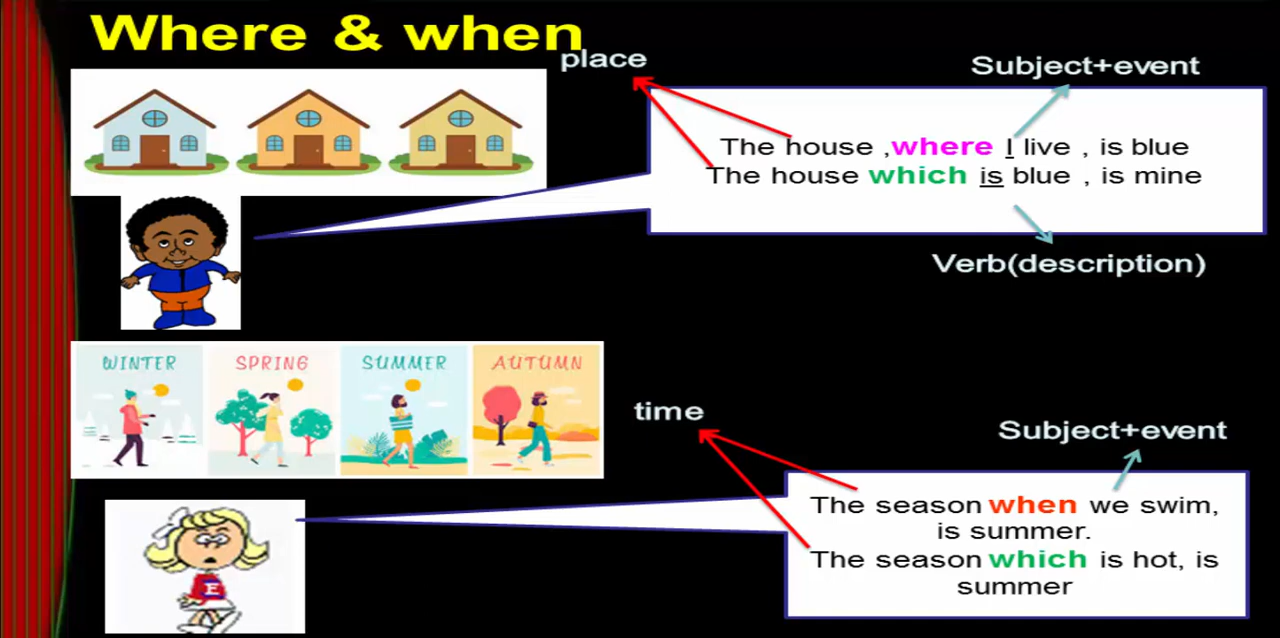 Where & when
place
Subject+event
The house ,where I live , is blue
The house which is blue , is mine
Verb(description)
WINTER
SPRING
SUMMER
AUTUMN
time
Subject+event
The season when we swim,
is summer.
The season which is hot, is
summer
E